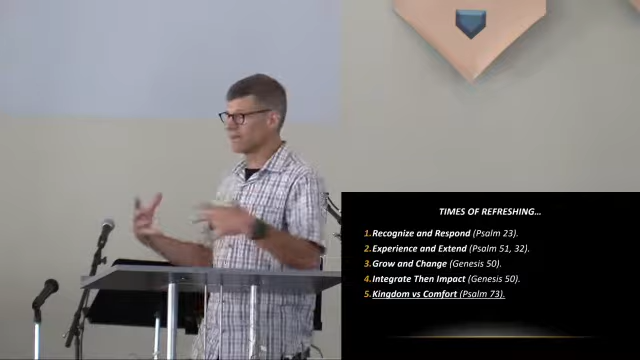 TIMES OF REFRESHING...
1. Recognize and Respond (Psalm 23).
2. Experience and Extend (Psalm 51, 32).
3. Grow and Change (Genesis 50).
4. Integrate Then Impact (Genesis 50).
5. Kingdom vs Comfort (Psalm 73).